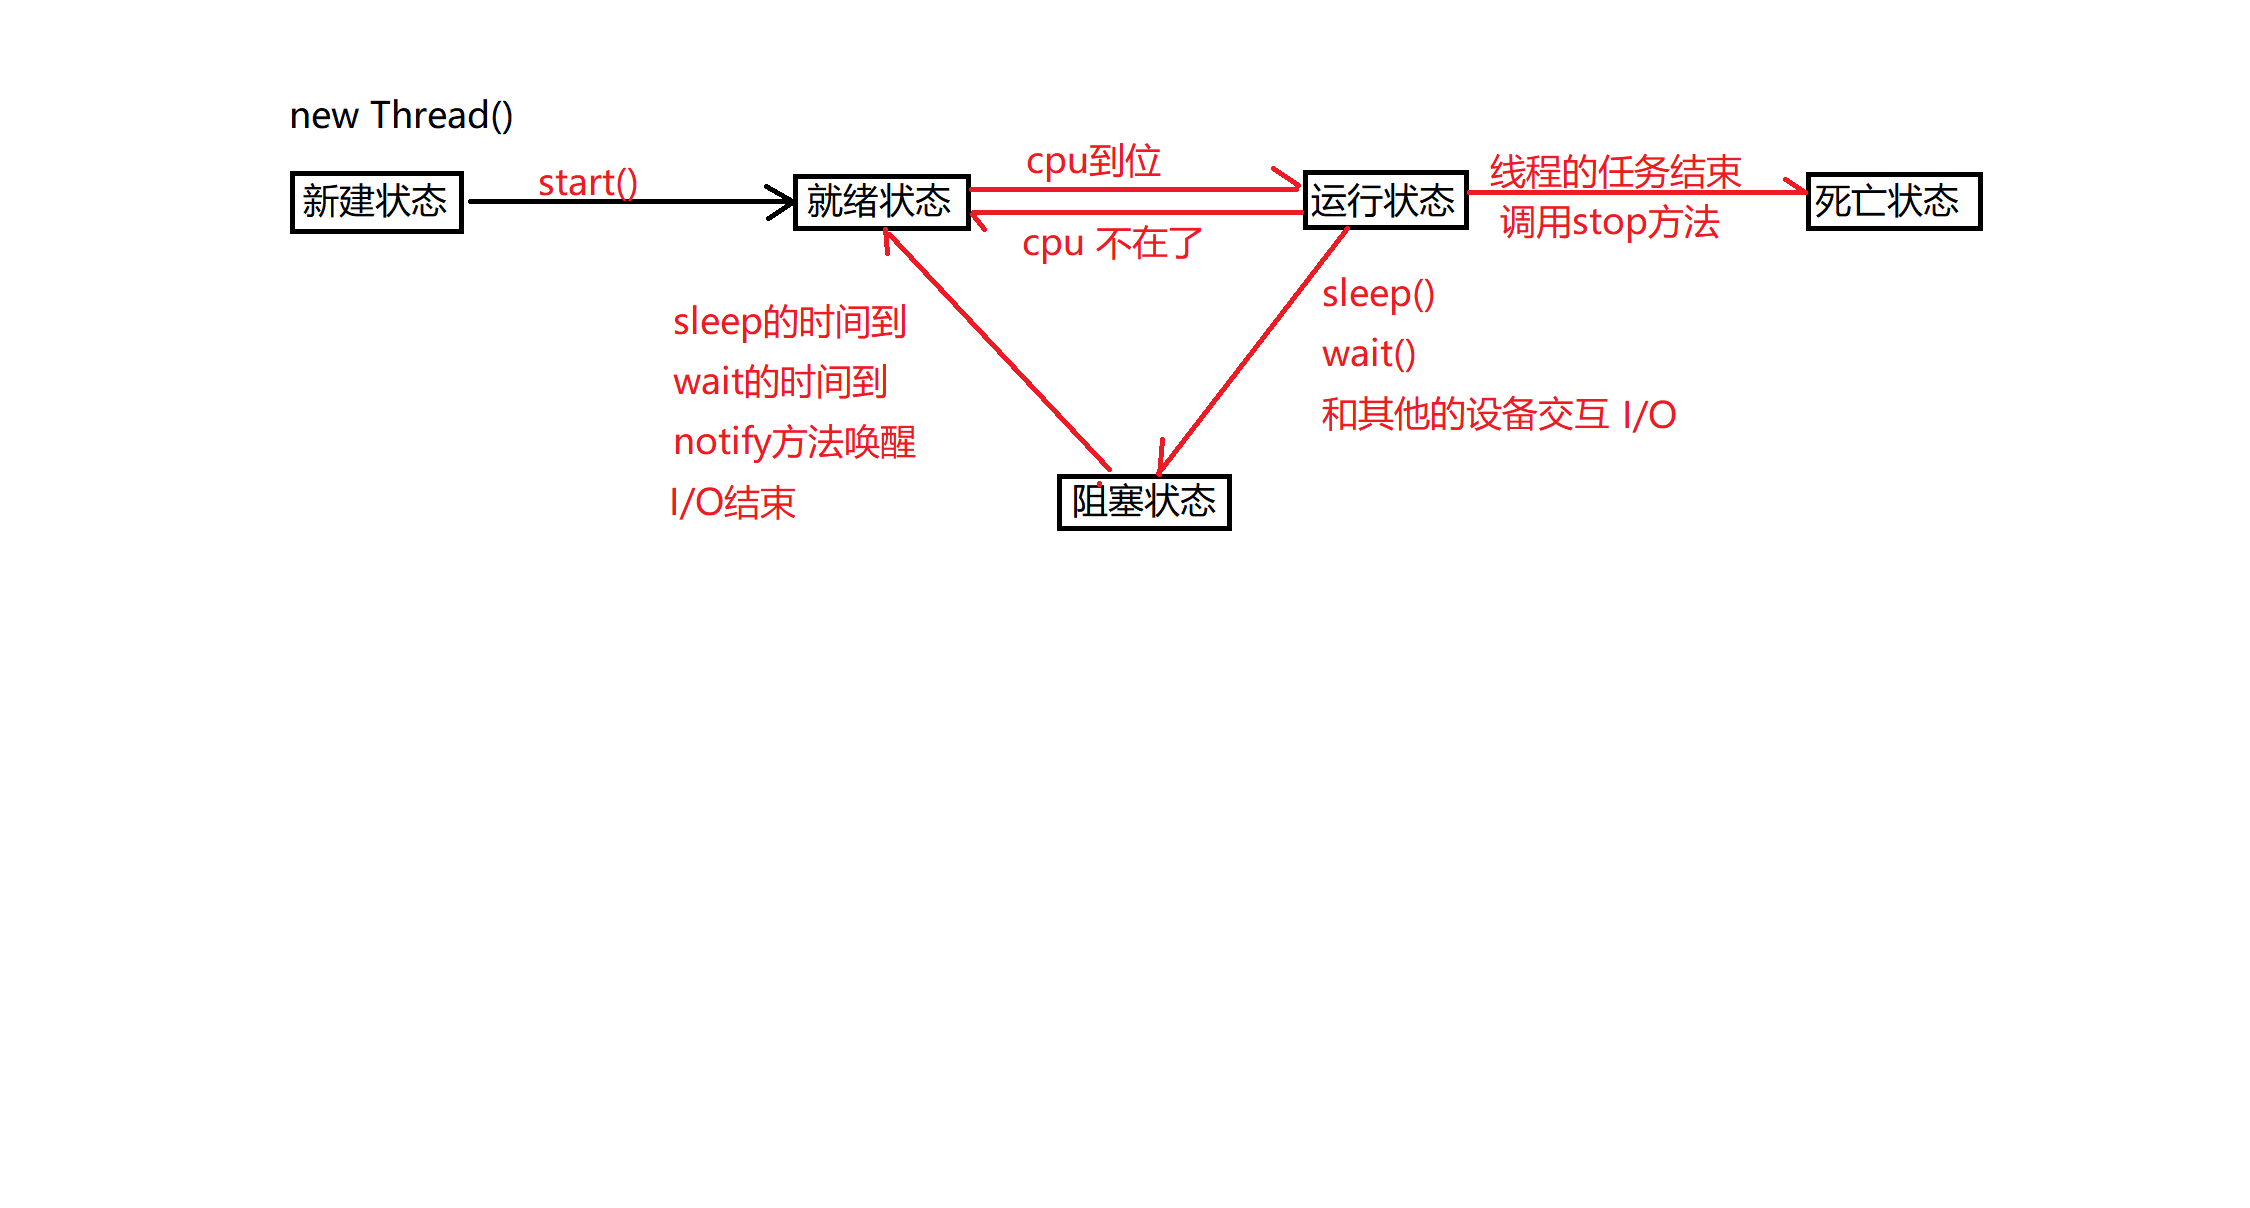 new Thread()
新建状态
start()
就绪状态
cpu到位
cpu 不在了
运行状态
线程的任务结束
调用stop方法
死亡状态
sleep的时间到
wait的时间到
notify方法唤醒
I/O结束
sleep()
wait()
和其他的设备交互 I/O
阻塞状态